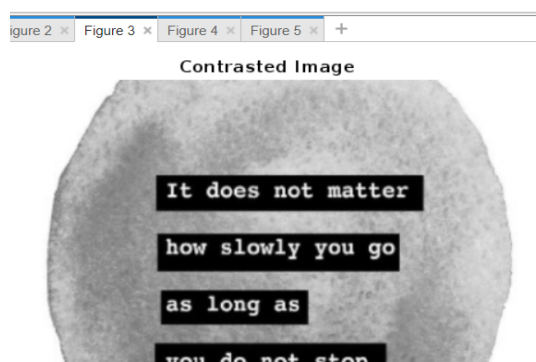 igure 2 × Figure 3 × Figure 4 × Figure 5 × +
Contrasted Image
It does not matter
how slowly you go
as long as
you do not stop